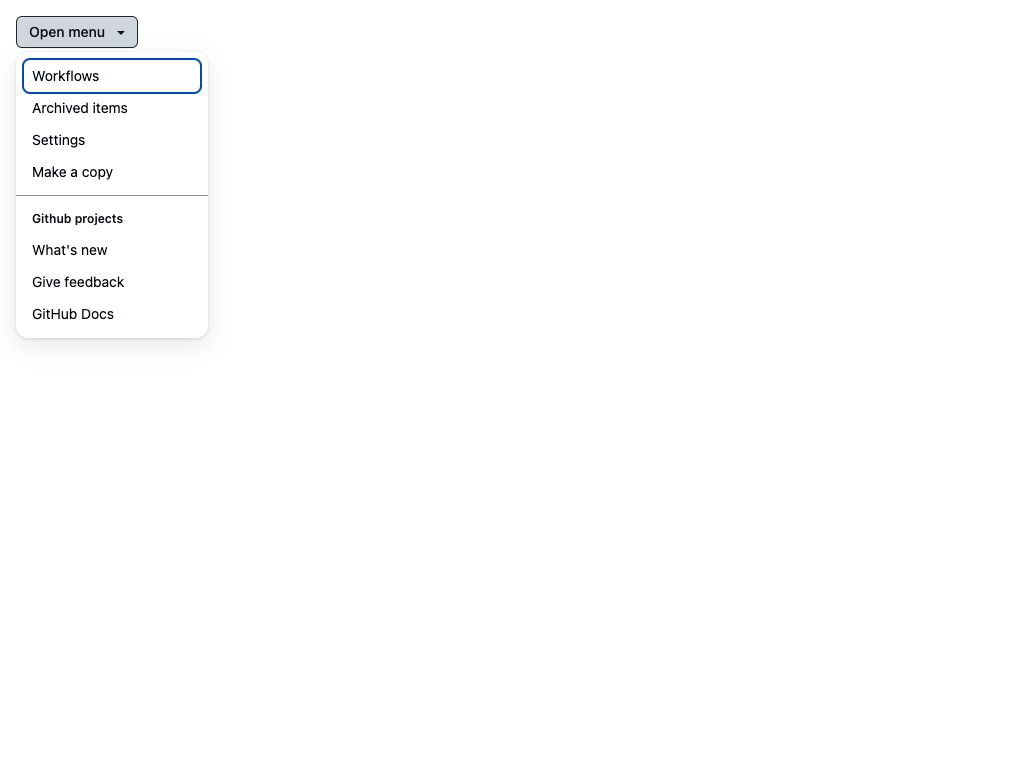 Open menu
Workflows
Archived items
Settings
Make a copy
Github projects
What's new
Give feedback
GitHub Docs